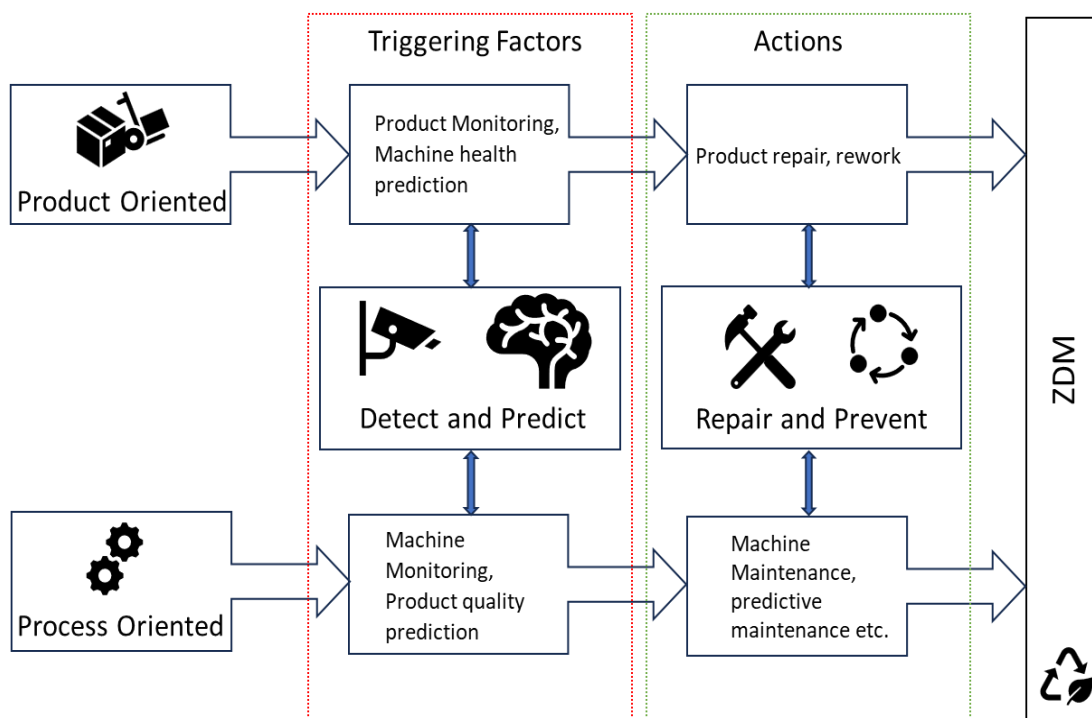 Triggering Factors
Actions
Product Oriented
Product Monitoring,
Machine health
prediction
Product repair, rework
Detect and Predict
Repair and Prevent
Process Oriented
Machine
Monitoring,
Product quality
prediction
Machine
Maintenance,
predictive
maintenance etc.
ZDM